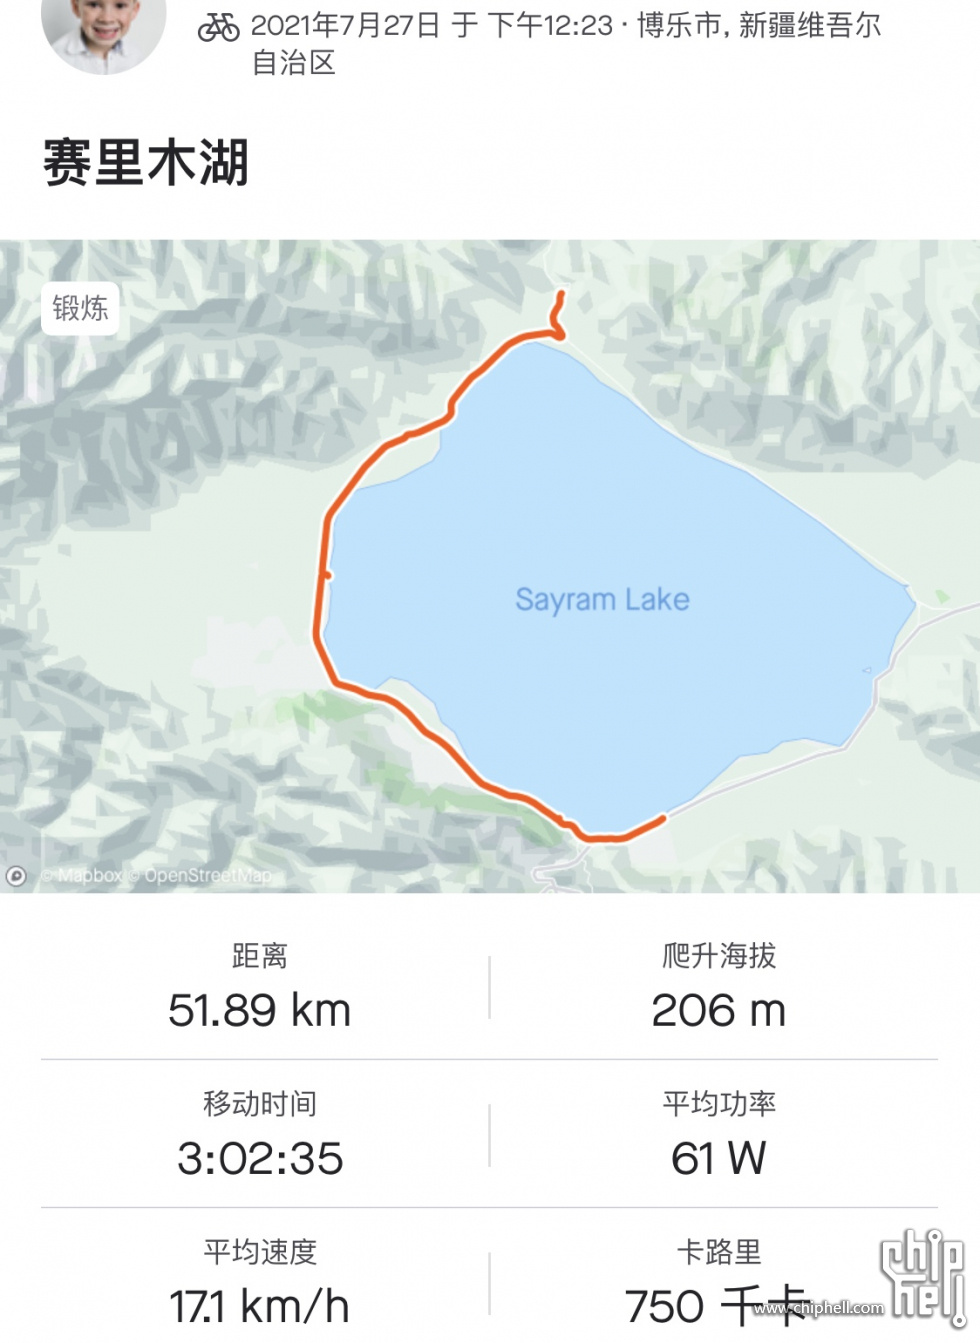 2021年7月27日 于 下午12:23 · 博乐市, 新疆维吾尔
自治区
赛里木湖
锻炼
Sayram Lake
© Mapbox © OpenStreetMap
距离
爬升海拔
51.89 km
206 m
移动时间
平均功率
3:02:35
61 W
平均速度
卡路里
17.1 km/h
750 千卡
chip
hell
www.chiphell.com